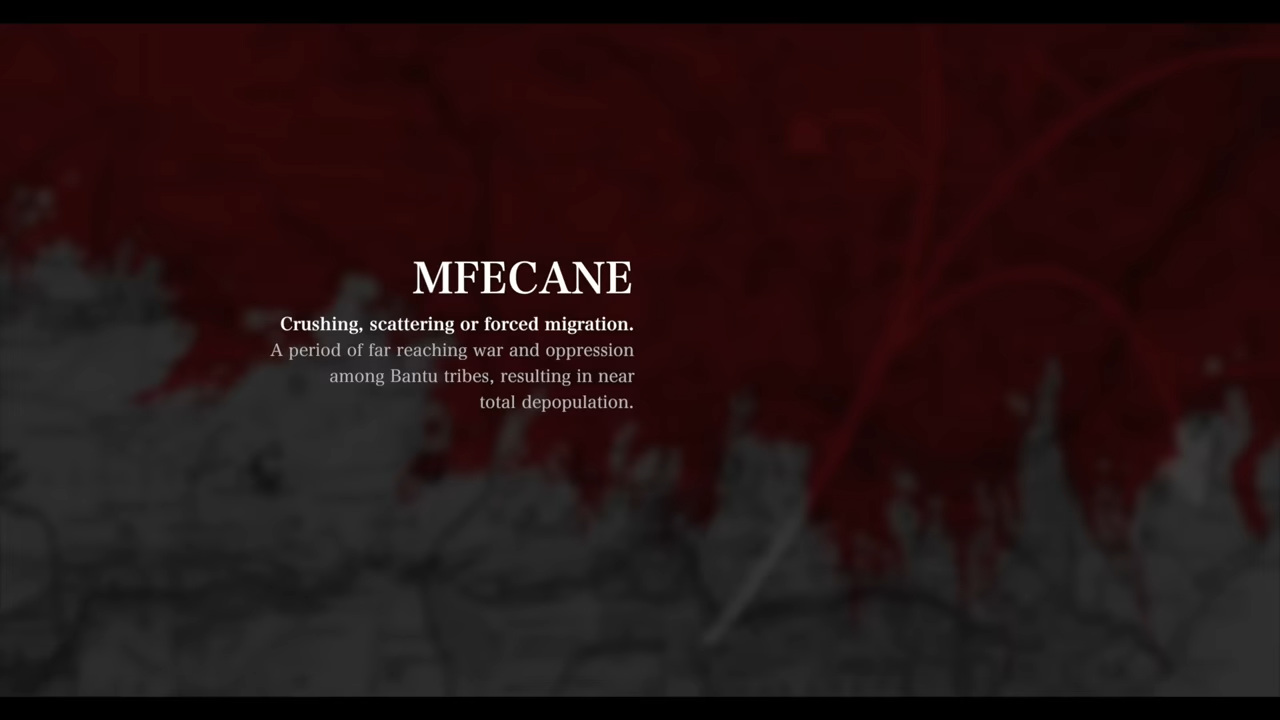 MFECANE
Crushing, scattering or forced migration.
A period of far reaching war and oppression
among Bantu tribes, resulting in near
total depopulation.